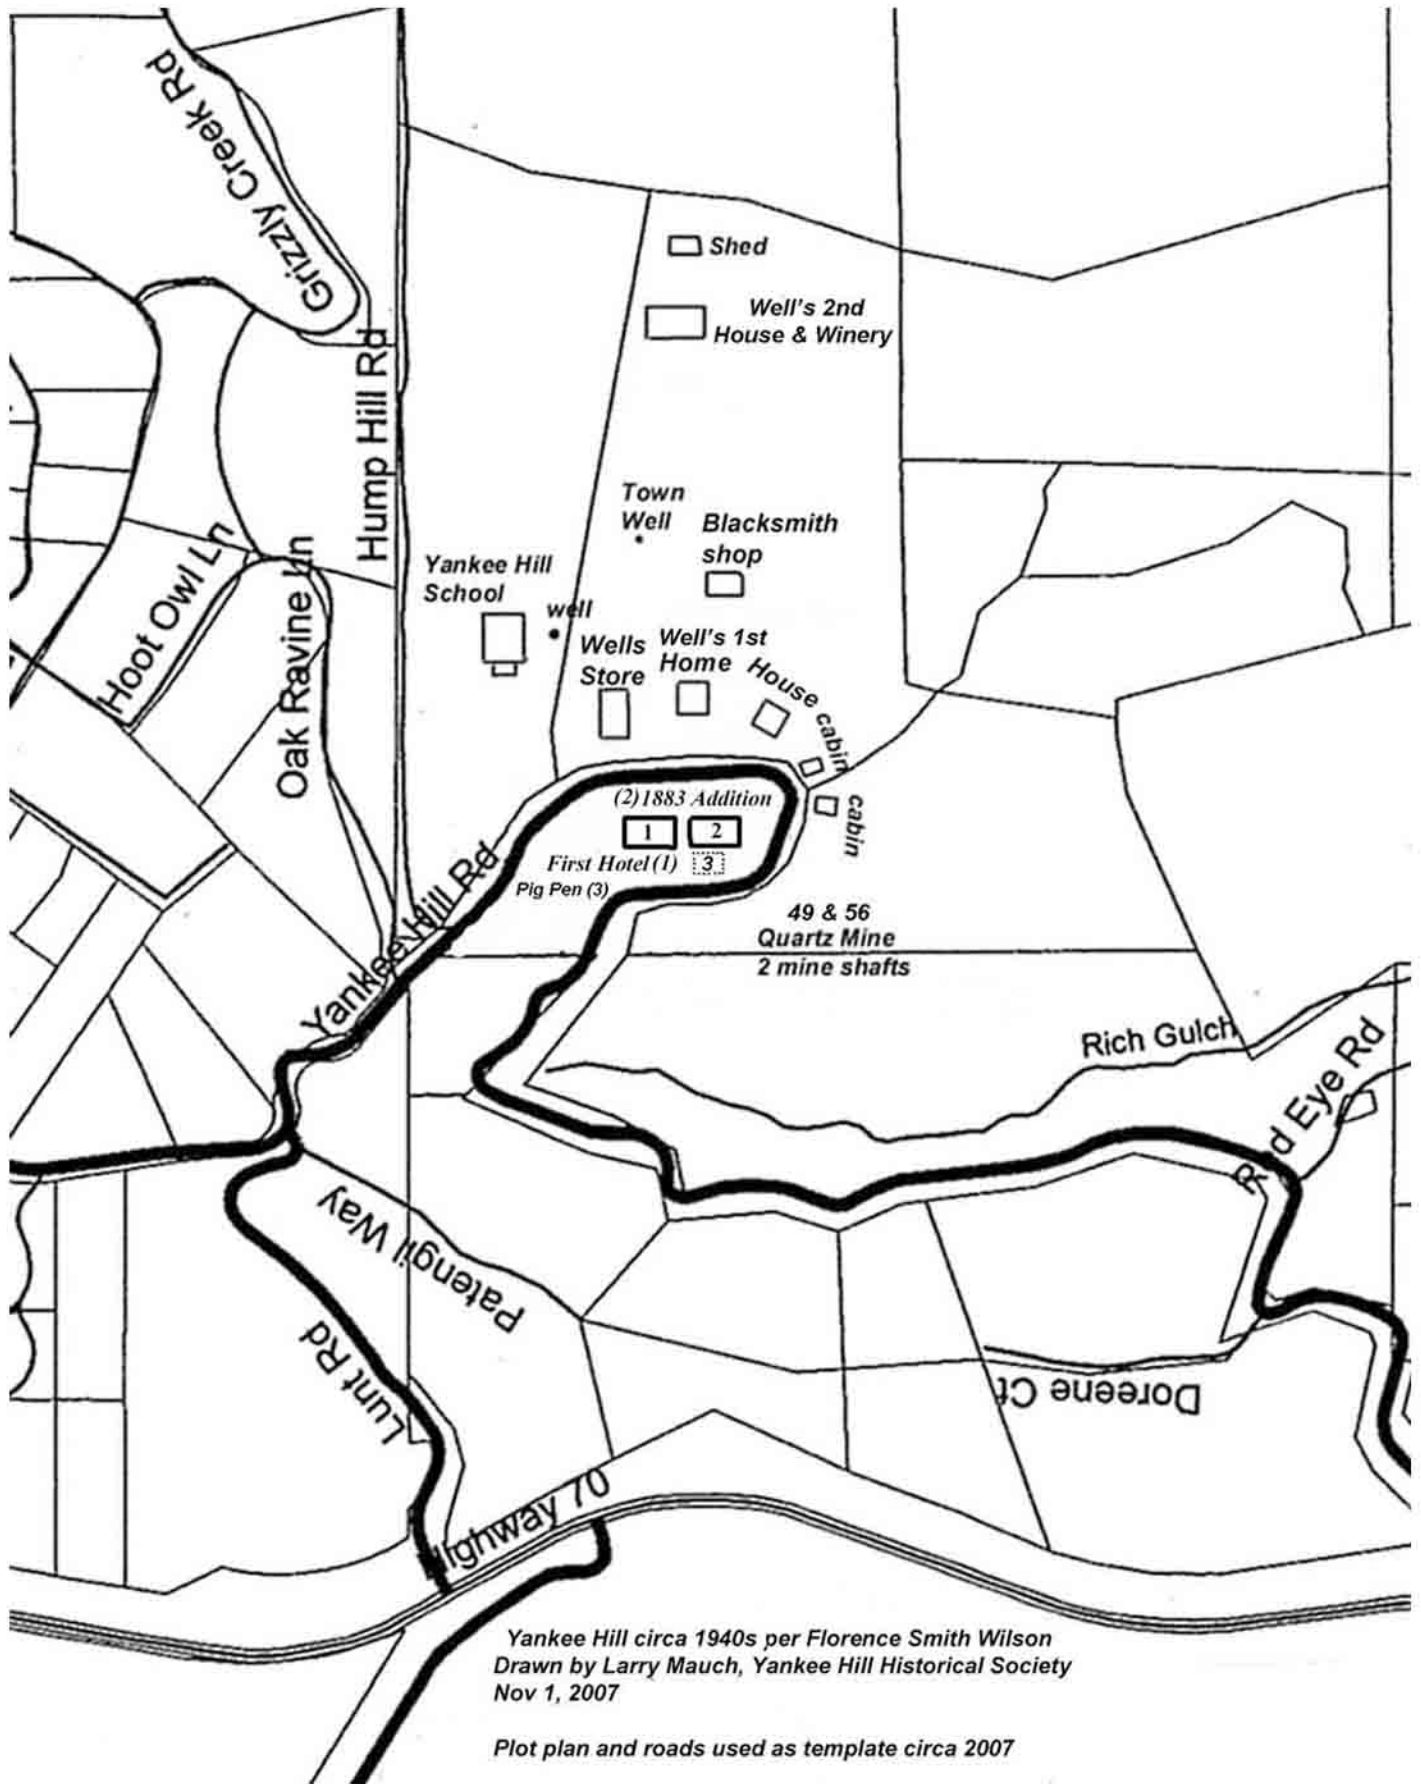 Grizzly Creek Rd
Shed
Well's 2nd
House & Winery
Hump Hill Rd
Town
Well
Blacksmith
shop
Yankee Hill
School
well
Hoot Owl Ln
Oak Ravine Ln
Wells
Store
Well's 1st
Home
House
cabin
cabin
(2) 1883 Addition
1
2
First Hotel (1)
3
Pig Pen (3)
Yankee Hill Rd
49 & 56
Quartz Mine
2 mine shafts
Rich Gulch
Red Eye Rd
Patengil Way
Lunt Rd
Doreene Ct
Highway 70
Yankee Hill circa 1940s per Florence Smith Wilson
Drawn by Larry Mauch, Yankee Hill Historical Society
Nov 1, 2007
Plot plan and roads used as template circa 2007